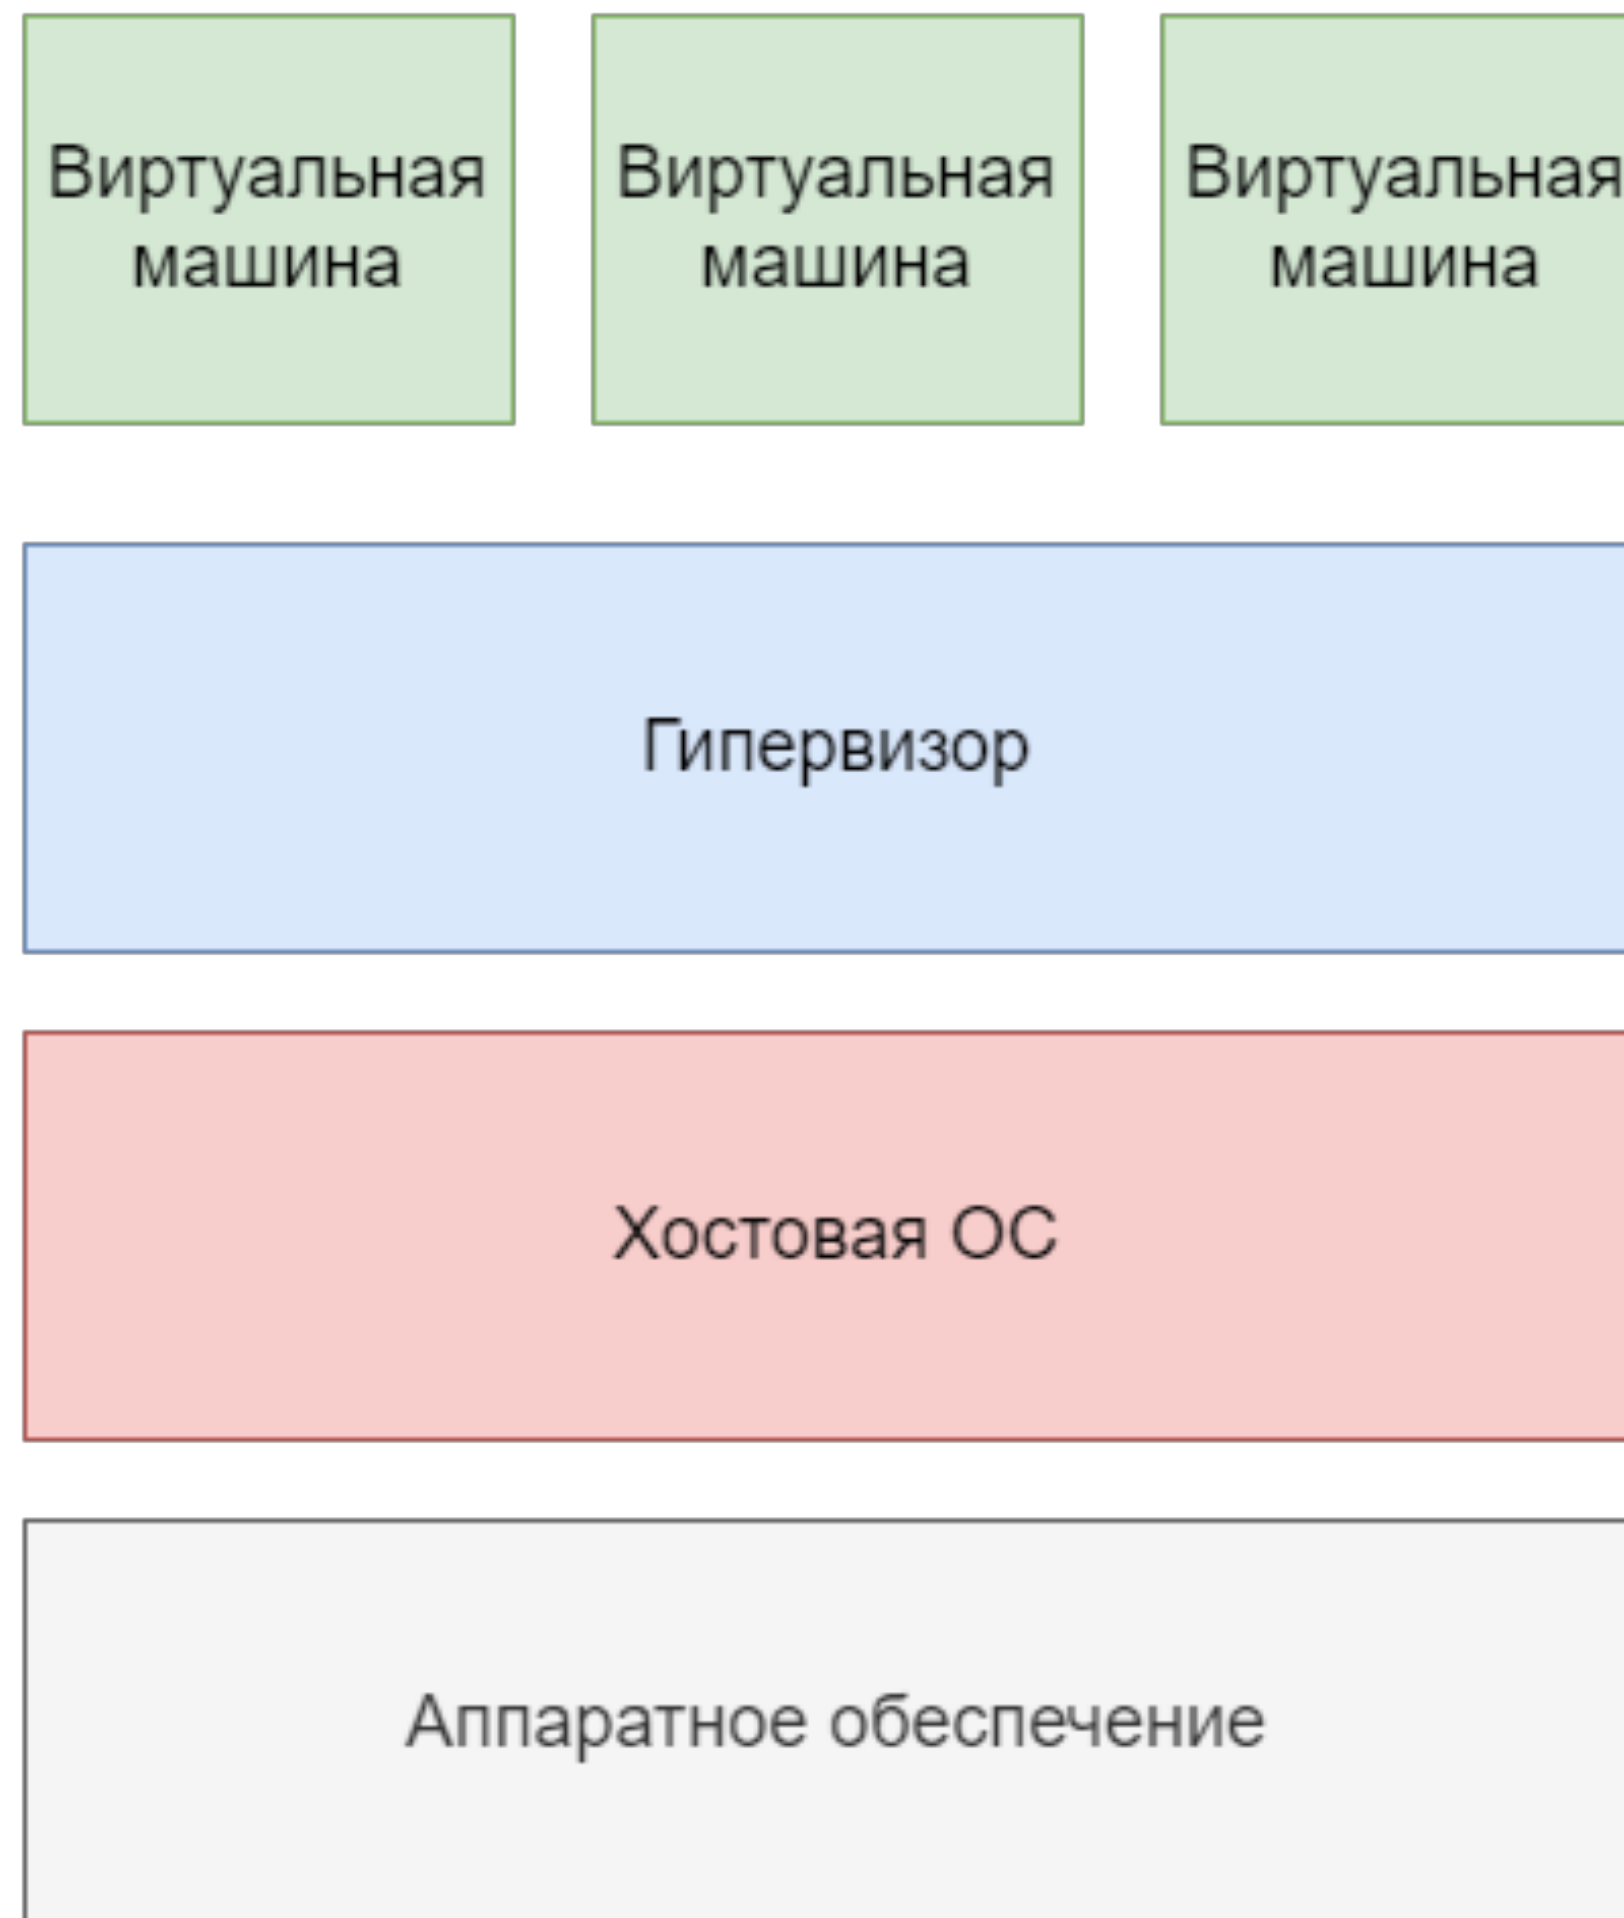 Виртуальная
машина
Виртуальная
машина
Виртуальная
машина
Гипервизор
Хостовая ОС
Аппаратное обеспечение